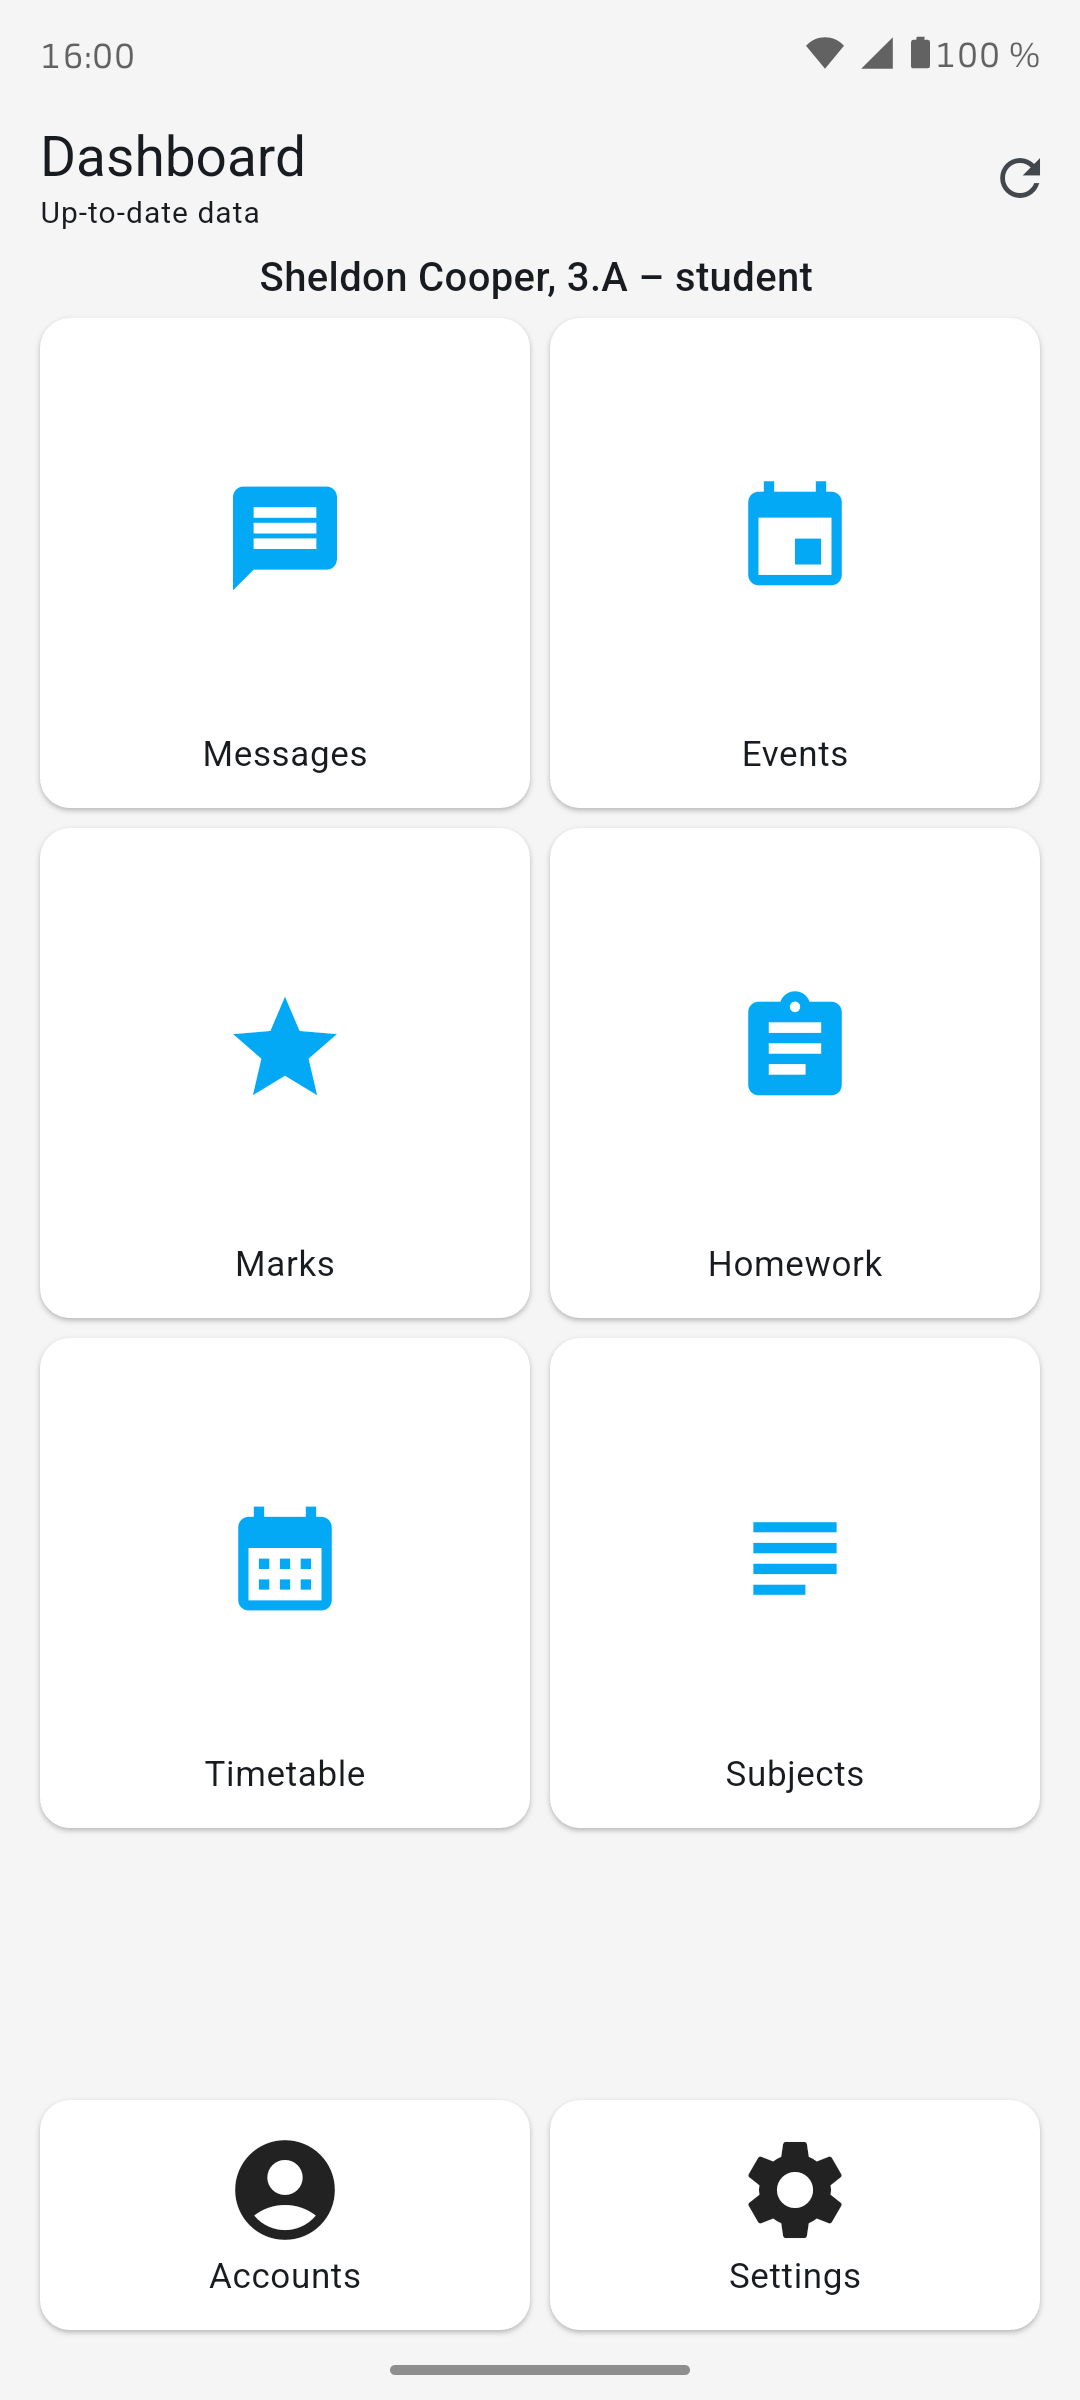 16:00
100 %
Dashboard
Up-to-date data
Sheldon Cooper, 3.A – student
Messages
Events
Marks
Homework
Timetable
Subjects
Accounts
Settings